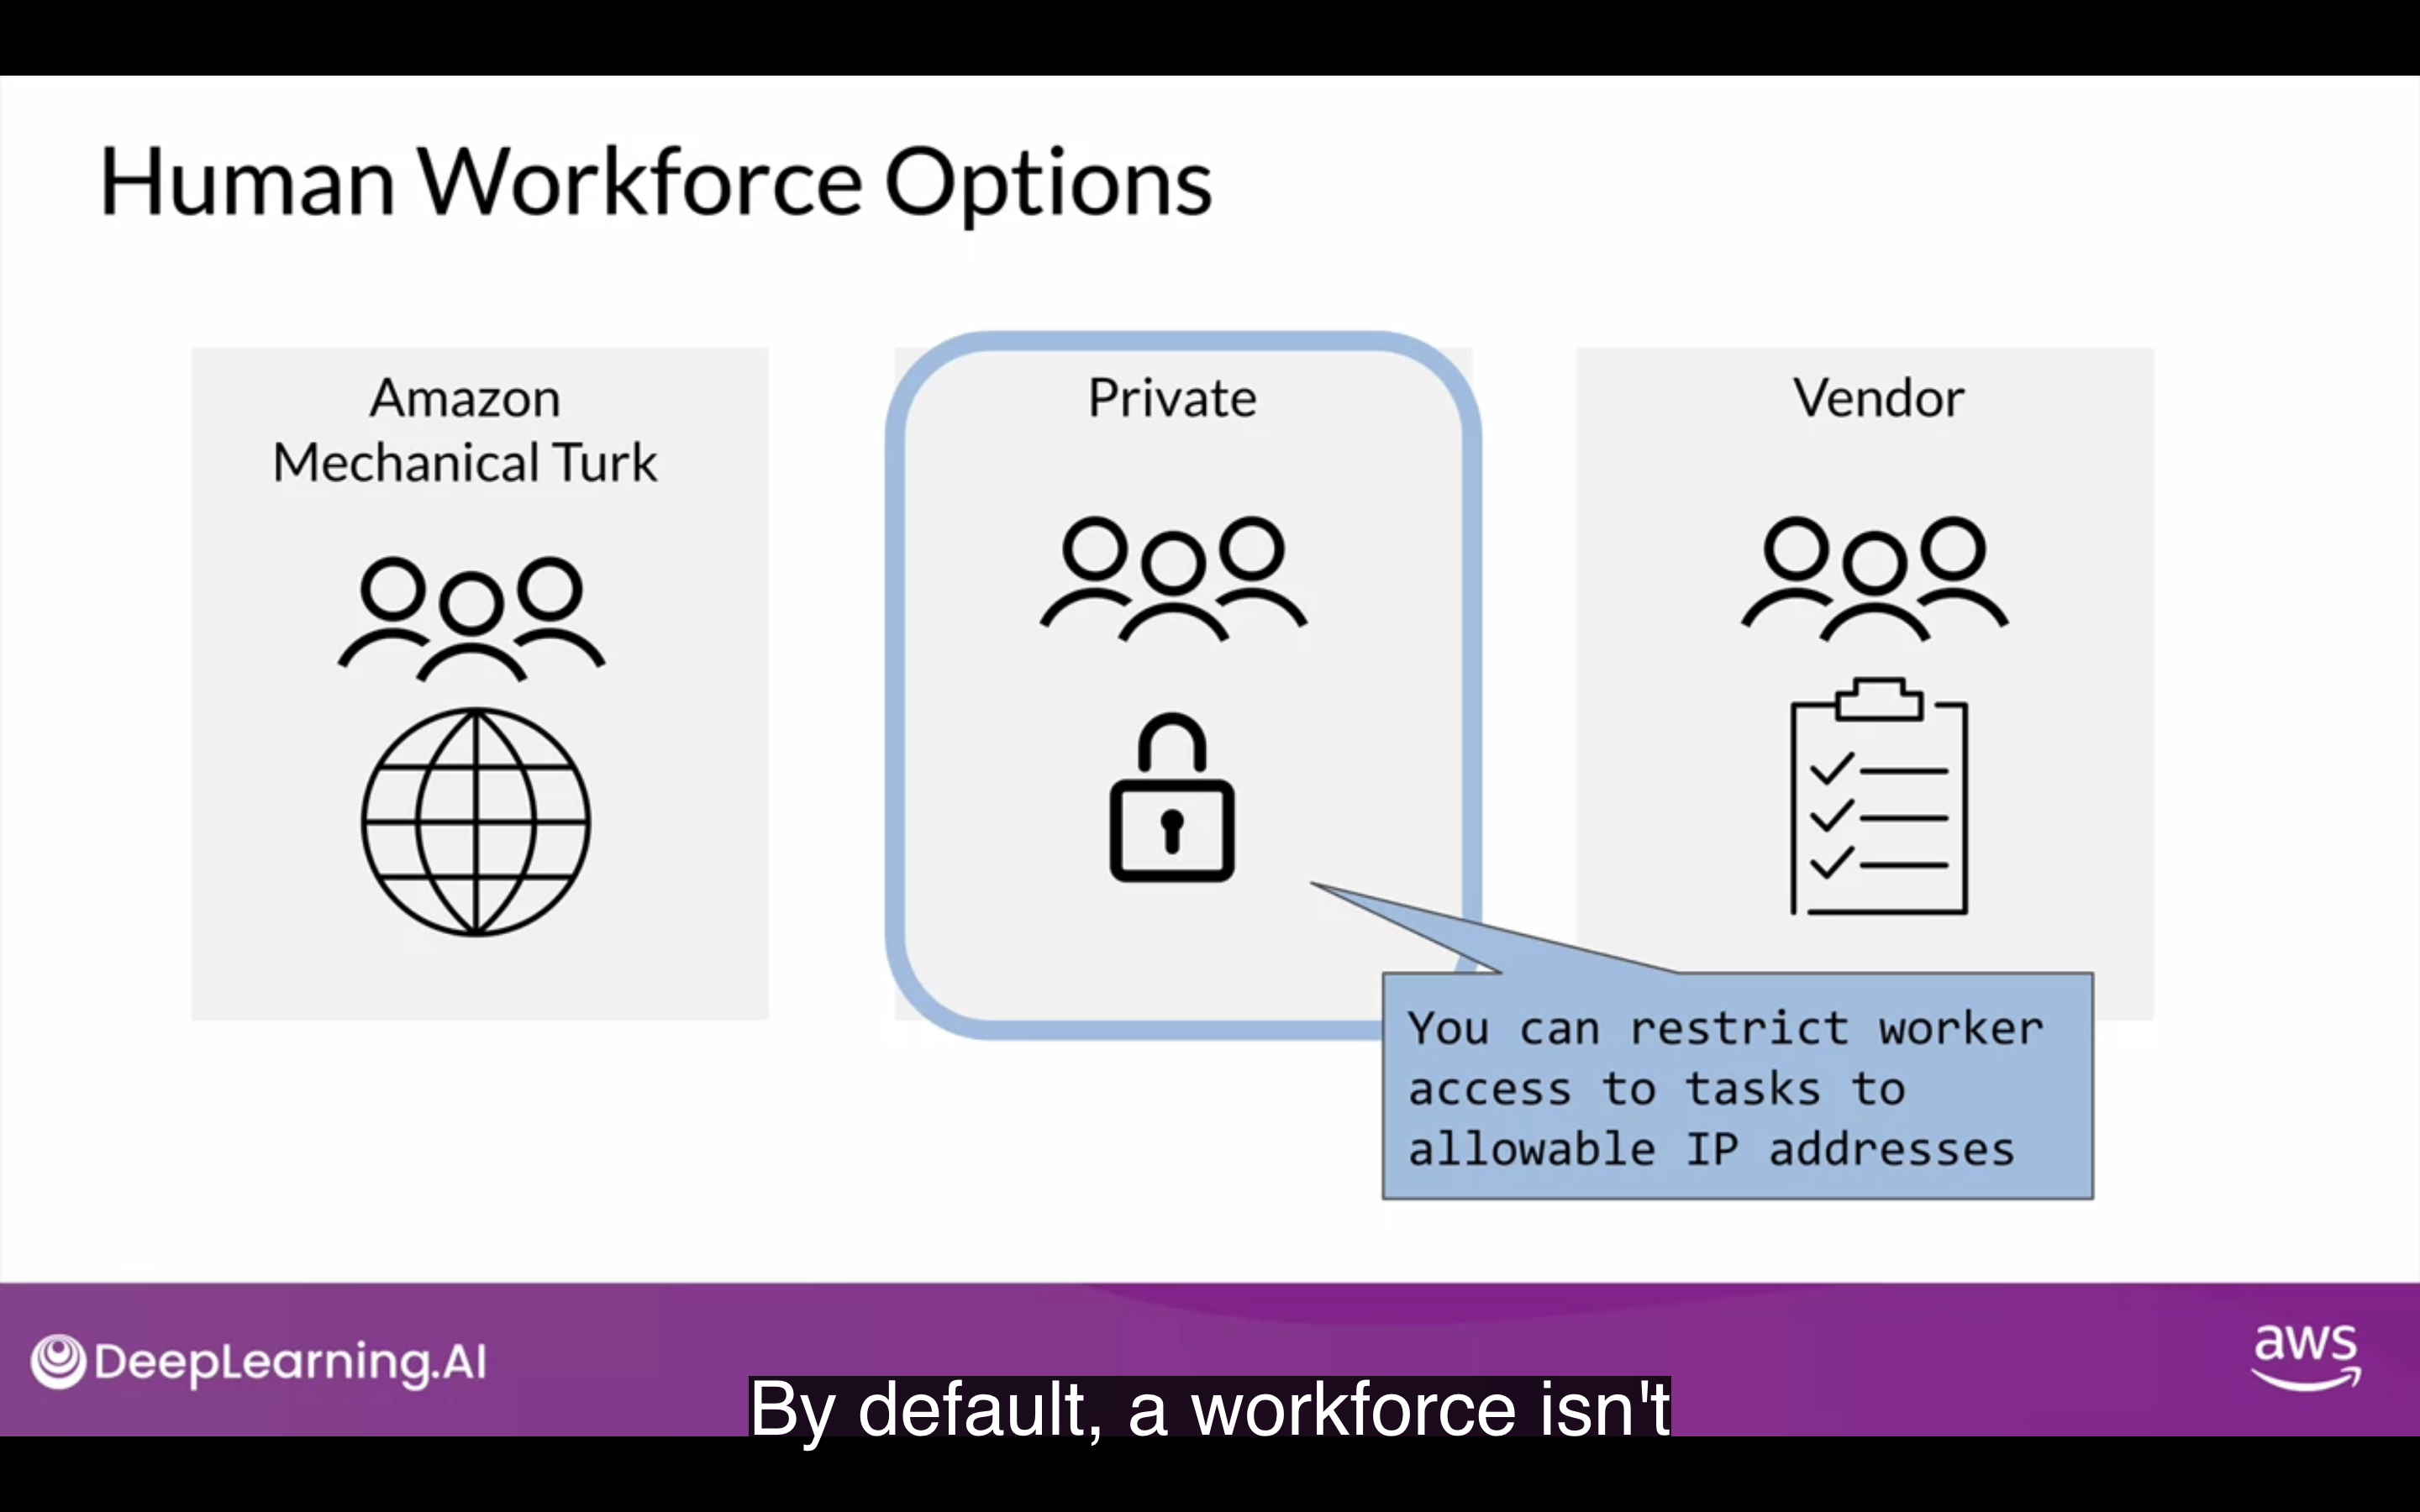 Human Workforce Options
Amazon
Mechanical Turk
Private
Vendor
You can restrict worker
access to tasks to
allowable IP addresses
DeepLearning.AI
aws
By default, a workforce isn't